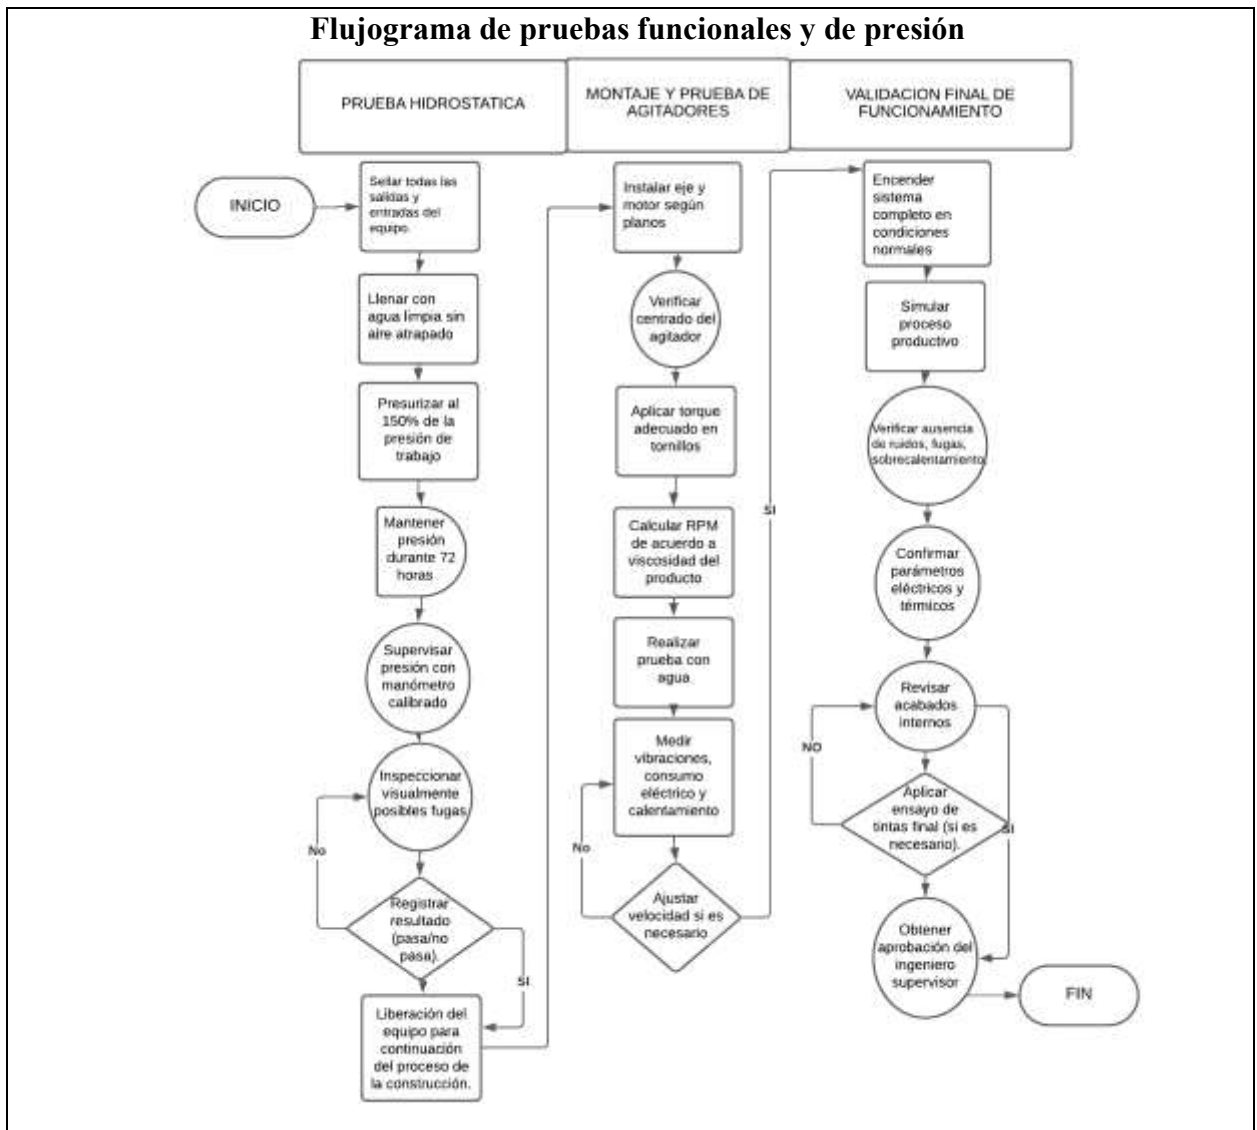 Flujograma de pruebas funcionales y de presión
PRUEBA HIDROSTATICA
MONTAJE Y PRUEBA DE
AGITADORES
VALIDACION FINAL DE
FUNCIONAMIENTO
INICIO
Sellar todas las
salidas y
entradas del
equipo.
Llenar con
agua limpia sin
aire atrapado
Presurizar al
150% de la
presión de
trabajo
Mantener
presión
durante 72
horas
Supervisar
presión con
manómetro
calibrado
Inspeccionar
visualmente
posibles fugas
No
Registrar
resultado
(pasa/no
pasa).
SI
Liberación del
equipo para
continuación
del proceso de
la construcción.
Instalar eje y
motor según
planos
Verificar
centrado del
agitador
Aplicar torque
adecuado en
tornillos
Calcular RPM
de acuerdo a
viscosidad del
producto
Realizar
prueba con
agua
Medir
vibraciones,
consumo
eléctrico y
calentamiento
No
Ajustar
velocidad si es
necesario
SI
Encender
sistema
completo en
condiciones
normales
Simular
proceso
productivo
Verificar ausencia
de ruidos, fugas,
sobrecalentamiento
Confirmar
parámetros
eléctricos y
térmicos
Revisar
acabados
internos
NO
Aplicar
ensayo de
tintas final (si es
necesario).
SI
Obtener
aprobación del
ingeniero
supervisor
FIN